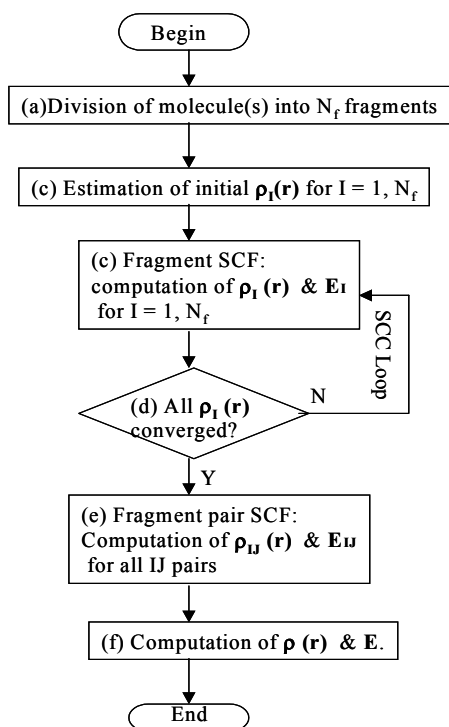 Begin
(a)Division of molecule(s) into N_f fragments
(c) Estimation of initial ρ_I(r) for I = 1, N_f
(c) Fragment SCF:
computation of ρ_I (r) & E_I
for I = 1, N_f
SCC Loop
(d) All ρ_I (r)
converged?
N
Y
(e) Fragment pair SCF:
Computation of ρ_IJ (r) & E_IJ
for all IJ pairs
(f) Computation of ρ (r) & E.
End